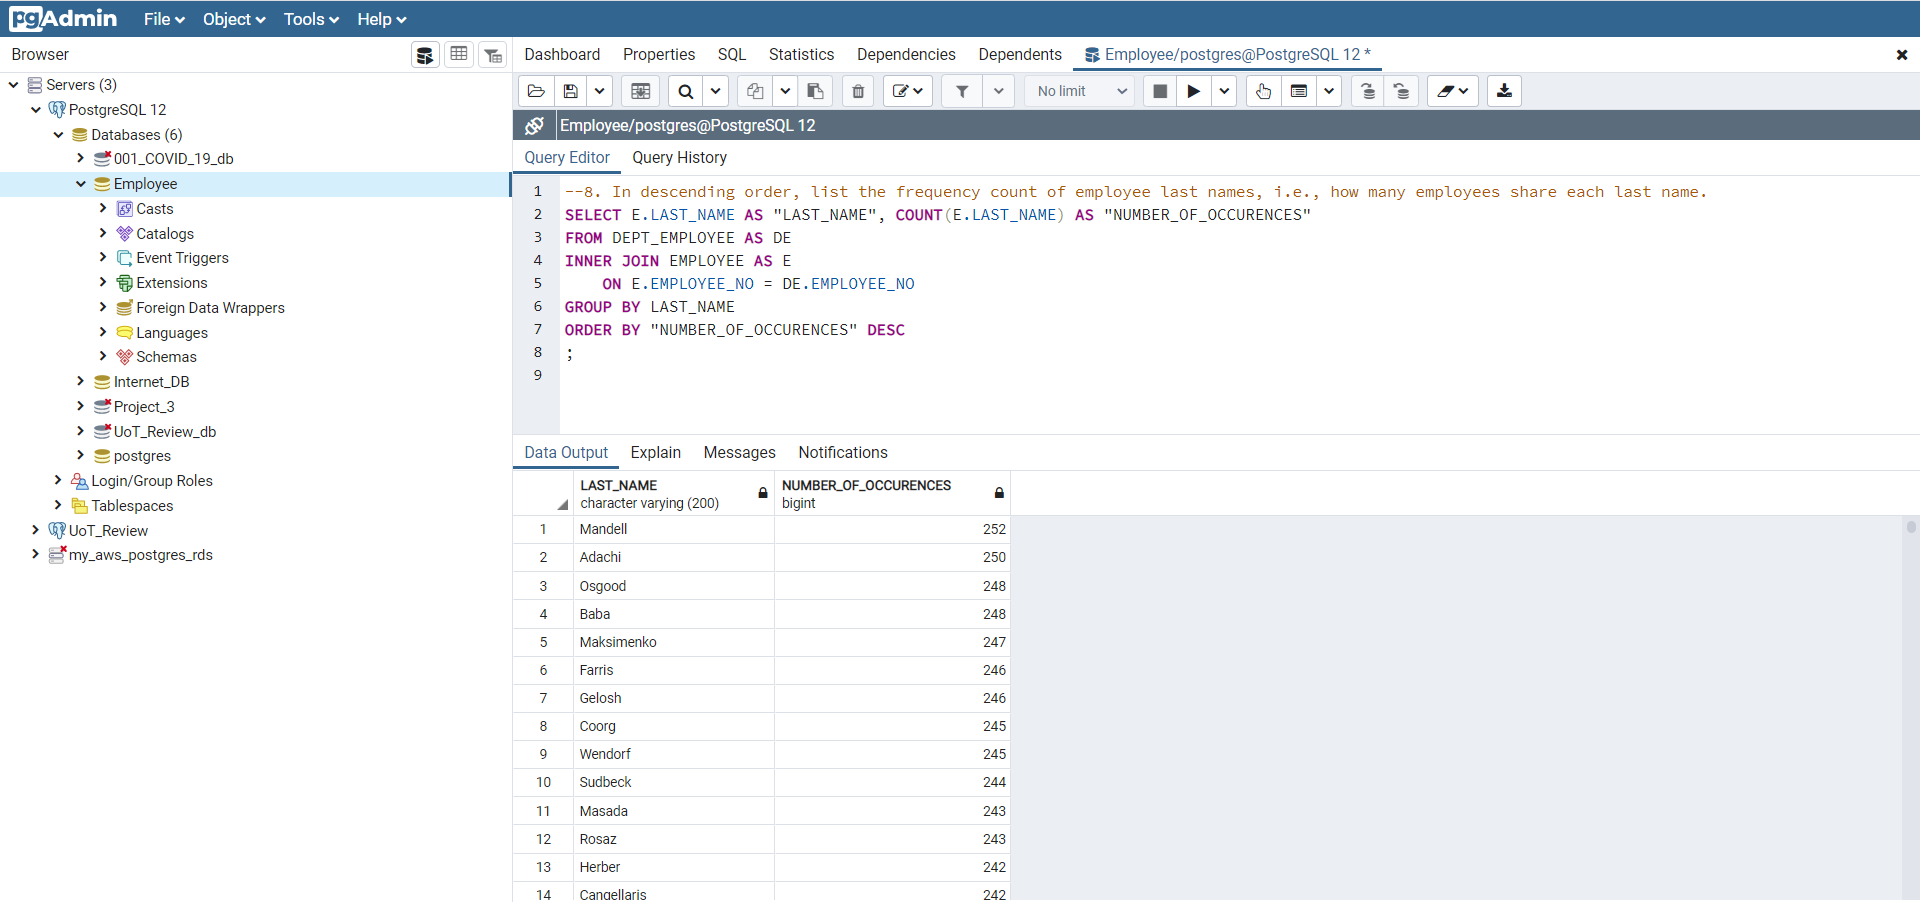 pgAdmin File Object Tools Help
Browser
Dashboard Properties SQL Statistics Dependencies Dependents Employee/postgres@PostgreSQL 12 *
Servers (3)
PostgreSQL 12
Databases (6)
001_COVID_19_db
Employee
Casts
Catalogs
Event Triggers
Extensions
Foreign Data Wrappers
Languages
Schemas
Internet_DB
Project_3
UoT_Review_db
postgres
Login/Group Roles
Tablespaces
UoT_Review
my_aws_postgres_rds
No limit
Employee/postgres@PostgreSQL 12
Query Editor Query History
1 --8. In descending order, list the frequency count of employee last names, i.e., how many employees share each last name.
2 SELECT E.LAST_NAME AS "LAST_NAME", COUNT(E.LAST_NAME) AS "NUMBER_OF_OCCURENCES"
3 FROM DEPT_EMPLOYEE AS DE
4 INNER JOIN EMPLOYEE AS E
5 ON E.EMPLOYEE_NO = DE.EMPLOYEE_NO
6 GROUP BY LAST_NAME
7 ORDER BY "NUMBER_OF_OCCURENCES" DESC
8 ;
9
Data Output Explain Messages Notifications
LAST_NAME NUMBER_OF_OCCURENCES
character varying (200) bigint
1 Mandell 252
2 Adachi 250
3 Osgood 248
4 Baba 248
5 Maksimenko 247
6 Farris 246
7 Gelosh 246
8 Coorg 245
9 Wendorf 245
10 Sudbeck 244
11 Masada 243
12 Rosaz 243
13 Herber 242
14 Cangellaris 242